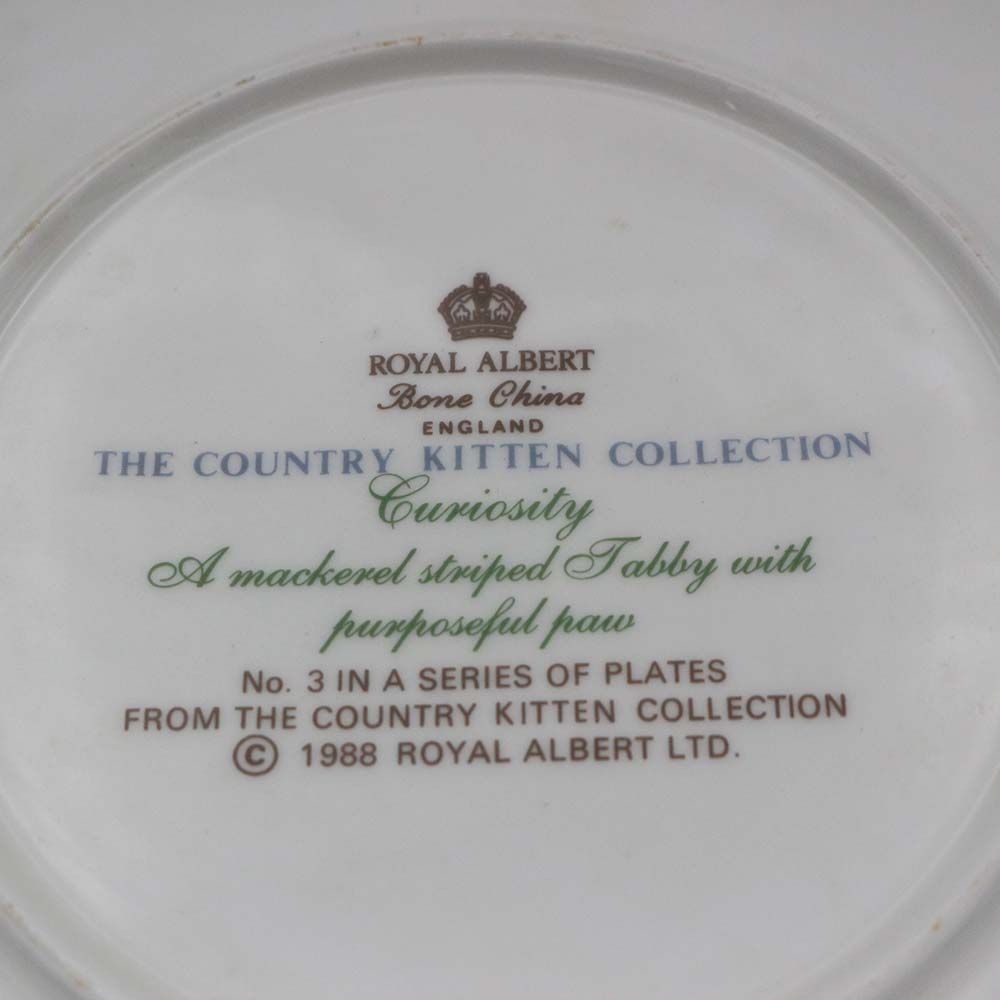 ROYAL ALBERT
Bone China
ENGLAND
THE COUNTRY KITTEN COLLECTION
Curiosity
A mackerel striped Tabby with
purposeful paw
No. 3 IN A SERIES OF PLATES
FROM THE COUNTRY KITTEN COLLECTION
© 1988 ROYAL ALBERT LTD.